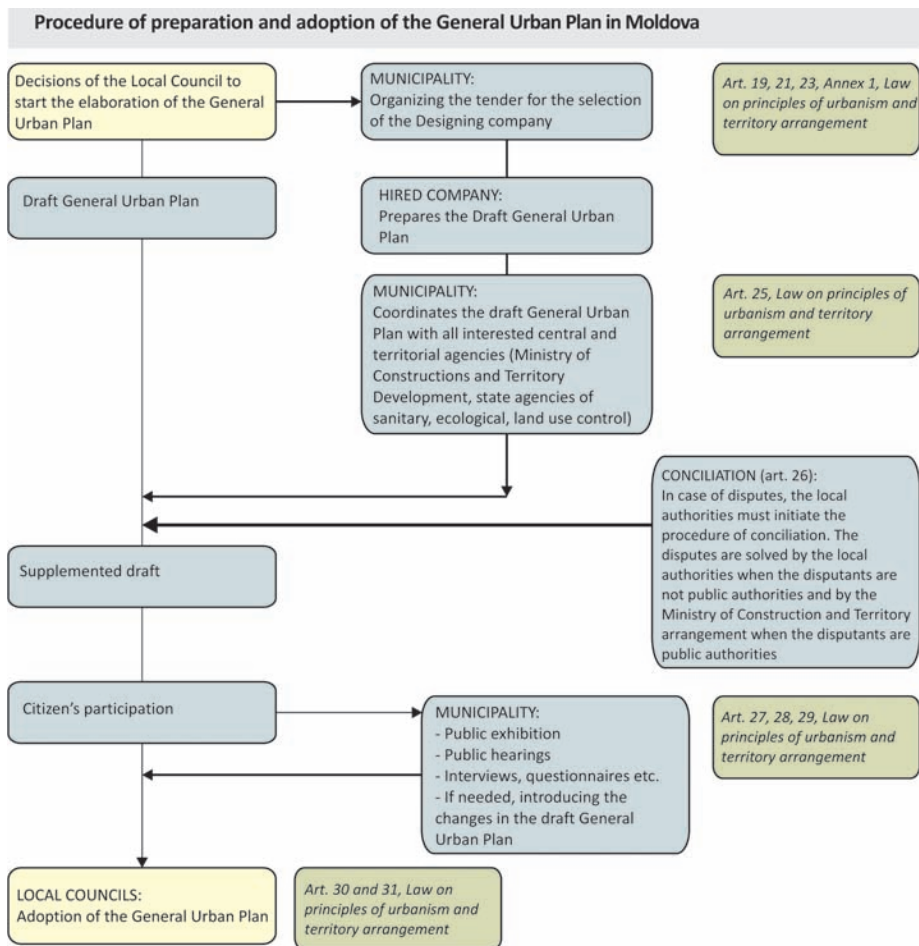 Procedure of preparation and adoption of the General Urban Plan in Moldova
Decisions of the Local Council to
start the elaboration of the General
Urban Plan
MUNICIPALITY:
Organizing the tender for the selection
of the Designing company
Art. 19, 21, 23, Annex 1, Law
on principles of urbanism and
territory arrangement
Draft General Urban Plan
HIRED COMPANY:
Prepares the Draft General Urban
Plan
MUNICIPALITY:
Coordinates the draft General Urban
Plan with all interested central and
territorial agencies (Ministry of
Constructions and Territory
Development, state agencies of
sanitary, ecological, land use control)
Art. 25, Law on principles of
urbanism and territory
arrangement
CONCILIATION (art. 26):
In case of disputes, the local
authorities must initiate the
procedure of conciliation. The
disputes are solved by the local
authorities when the disputants are
not public authorities and by the
Ministry of Construction and Territory
arrangement when the disputants are
public authorities
Supplemented draft
Citizen's participation
MUNICIPALITY:
- Public exhibition
- Public hearings
- Interviews, questionnaires etc.
- If needed, introducing the
changes in the draft General
Urban Plan
Art. 27, 28, 29, Law on
principles of urbanism and
territory arrangement
LOCAL COUNCILS:
Adoption of the General Urban Plan
Art. 30 and 31, Law on
principles of urbanism and
territory arrangement